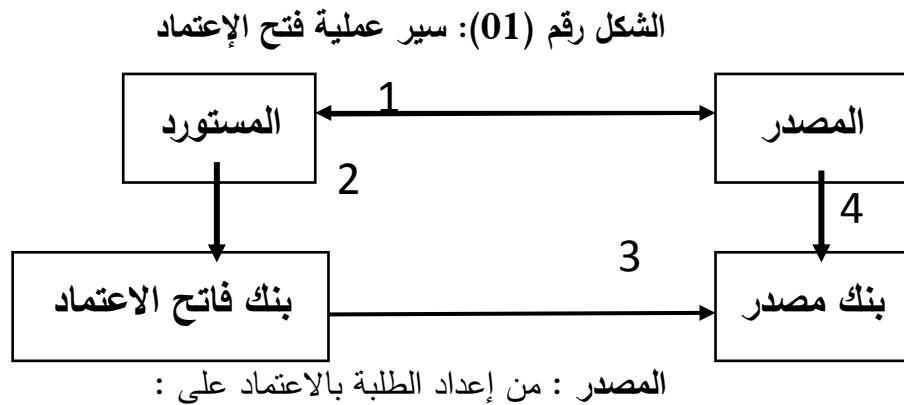 الشكل رقم (01): سير عملية فتح الإعتماد
المصدر
1
المستورد
2
4
3
بنك مصدر
بنك فاتح الاعتماد
المصدر : من إعداد الطلبة بالاعتماد على :